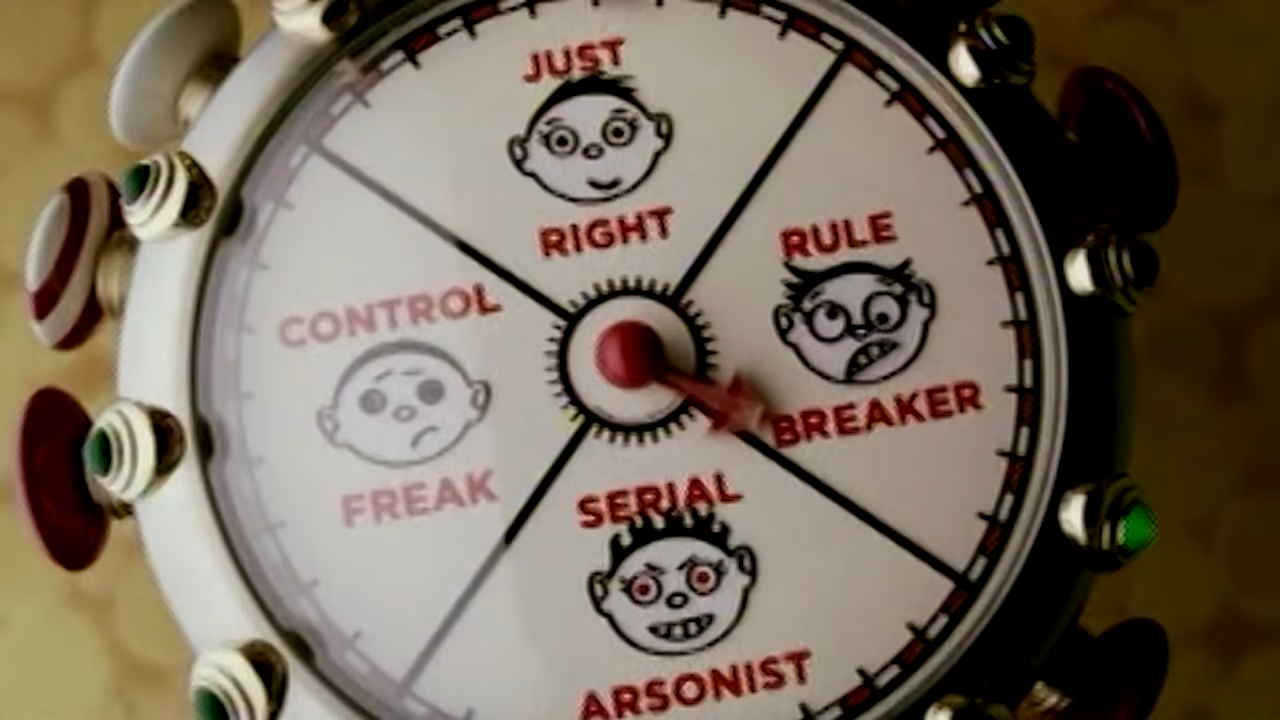 JUST
RIGHT
RULE
BREAKER
CONTROL
FREAK
SERIAL
ARSONIST